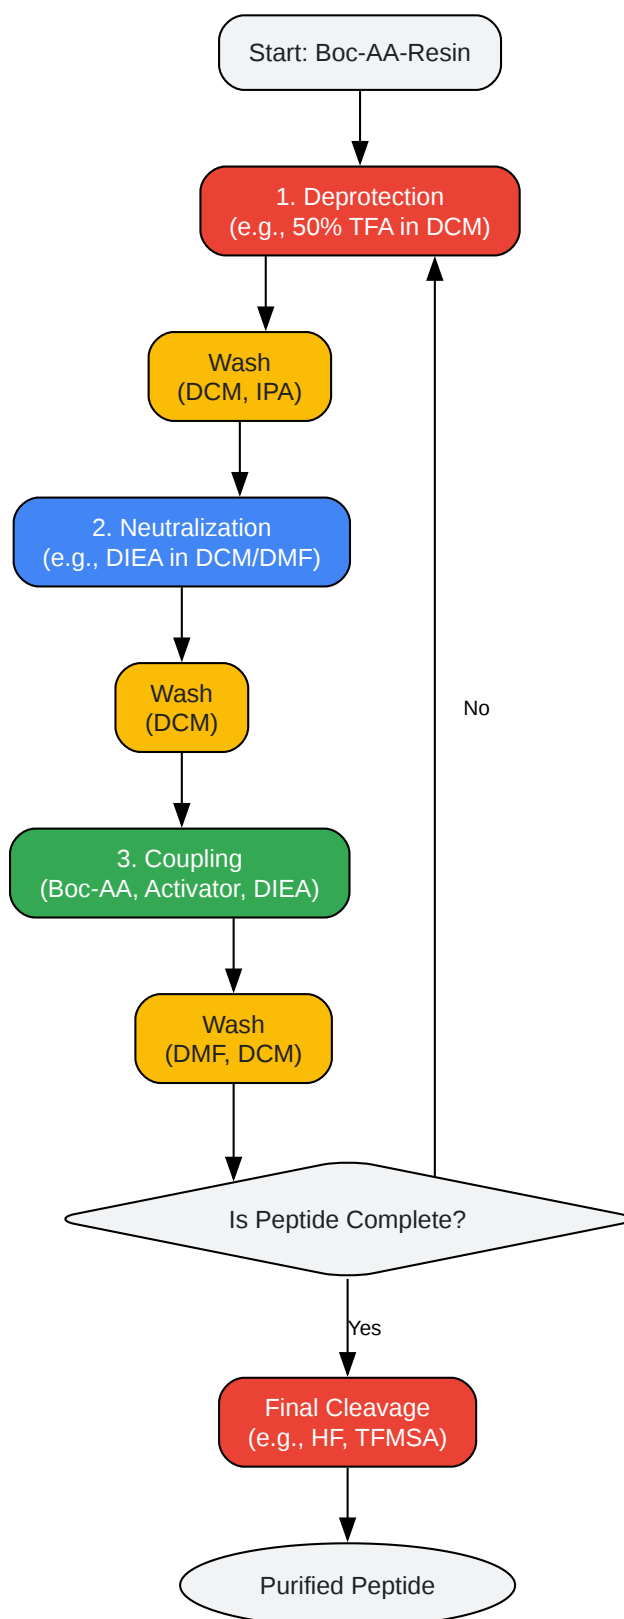 Start: Boc-AA-Resin
1. Deprotection
(e.g., 50% TFA in DCM)
Wash
(DCM, IPA)
2. Neutralization
(e.g., DIEA in DCM/DMF)
Wash
(DCM)
No
3. Coupling
(Boc-AA, Activator, DIEA)
Wash
(DMF, DCM)
Is Peptide Complete?
Yes
Final Cleavage
(e.g., HF, TFMSA)
Purified Peptide